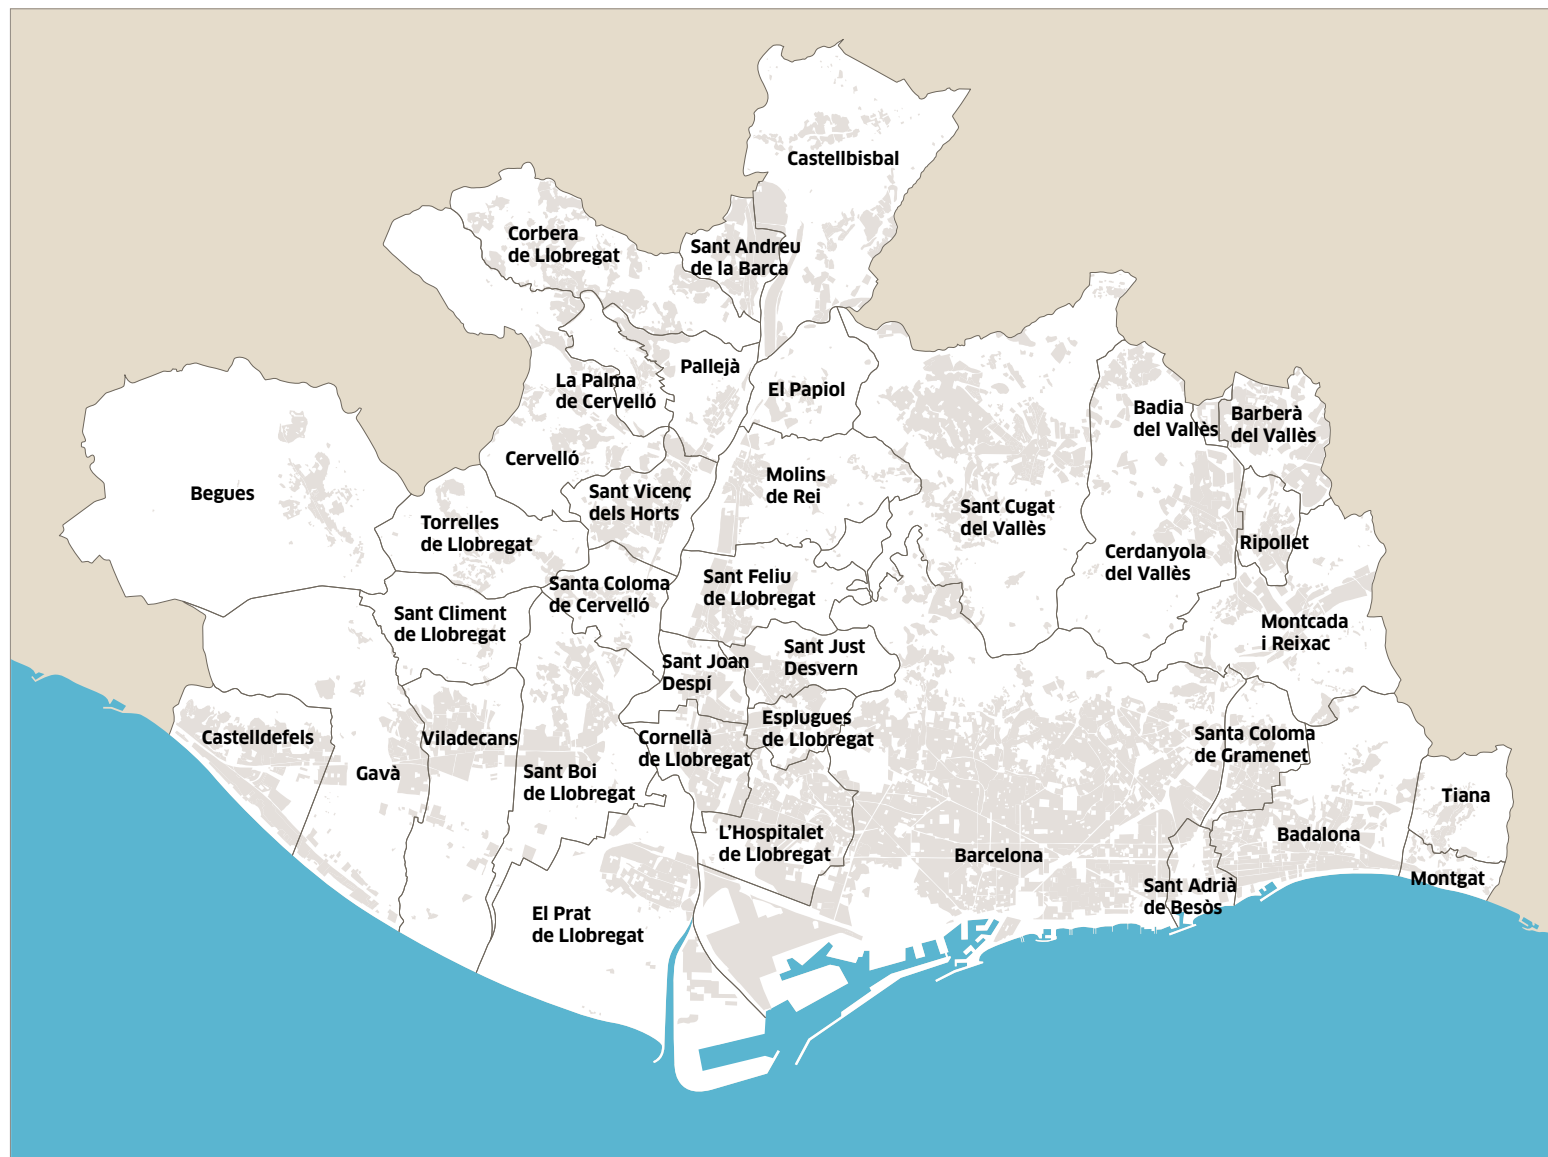 Castellbisbal
Corbera
de Llobregat
Sant Andreu
de la Barca
Pallejà
La Palma
de Cervelló
El Papiol
Badia
del Vallès
Barberà
del Vallès
Cervelló
Begues
Sant Vicenç
dels Horts
Molins
de Rei
Sant Cugat
del Vallès
Torrelles
de Llobregat
Cerdanyola
del Vallès
Ripollet
Sant Climent
de Llobregat
Santa Coloma
de Cervelló
Sant Feliu
de Llobregat
Montcada
i Reixac
Sant Joan
Despí
Sant Just
Desvern
Castelldefels
Gavà
Viladecans
Sant Boi
de Llobregat
Cornellà
de Llobregat
Esplugues
de Llobregat
Santa Coloma
de Gramenet
Tiana
L'Hospitalet
de Llobregat
Barcelona
Badalona
Sant Adrià
de Besòs
Montgat
El Prat
de Llobregat